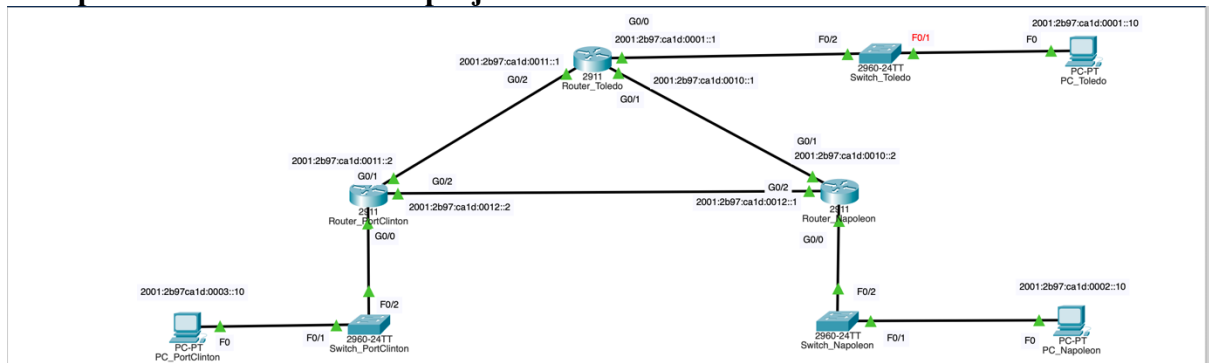 G0/0
2001:2b97:ca1d:0001::10
2001:2b97:ca1d:0001::1
F0/2
F0/1
F0
2001:2b97:ca1d:0011::1
2911
Router_Toledo
2001:2b97:ca1d:0010::1
2960-24TT
Switch_Toledo
PC-PT
PC_Toledo
G0/2
G0/1
G0/1
2001:2b97:ca1d:0011::2
2001:2b97:ca1d:0010::2
G0/1
G0/2
G0/2
2911
Router_PortClinton
2001:2b97:ca1d:0012::2
2001:2b97:ca1d:0012::1
2911
Router_Napoleon
G0/0
G0/0
2001:2b97ca1d:0003::10
2001:2b97:ca1d:0002::10
F0/2
F0/2
F0
F0/1
2960-24TT
Switch_PortClinton
PC-PT
PC_PortClinton
2960-24TT
Switch_Napoleon
F0/1
F0
PC-PT
PC_Napoleon